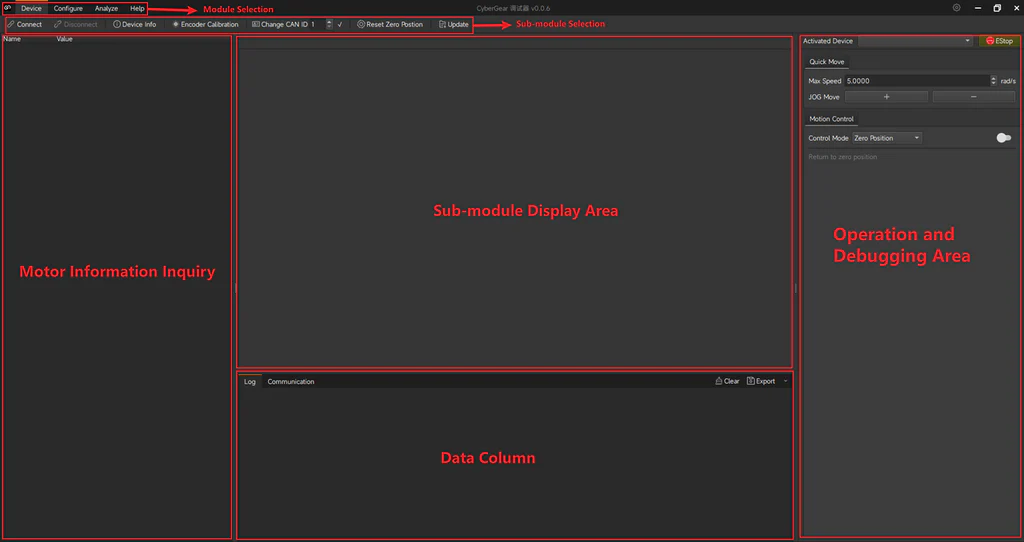 Device Configure Analyze Help
Module Selection
CyberGear 调试器 v0.0.6
Connect Disconnect Device Info Encoder Calibration Change CAN ID 1 Reset Zero Postion Update
Sub-module Selection
Name Value
Activated Device EStop
Quick Move
Max Speed 5.0000 rad/s
JOG Move + −
Motion Control
Control Mode Zero Position
Return to zero position
Sub-module Display Area
Operation and
Debugging Area
Motor Information Inquiry
Log Communication Clear Export
Data Column